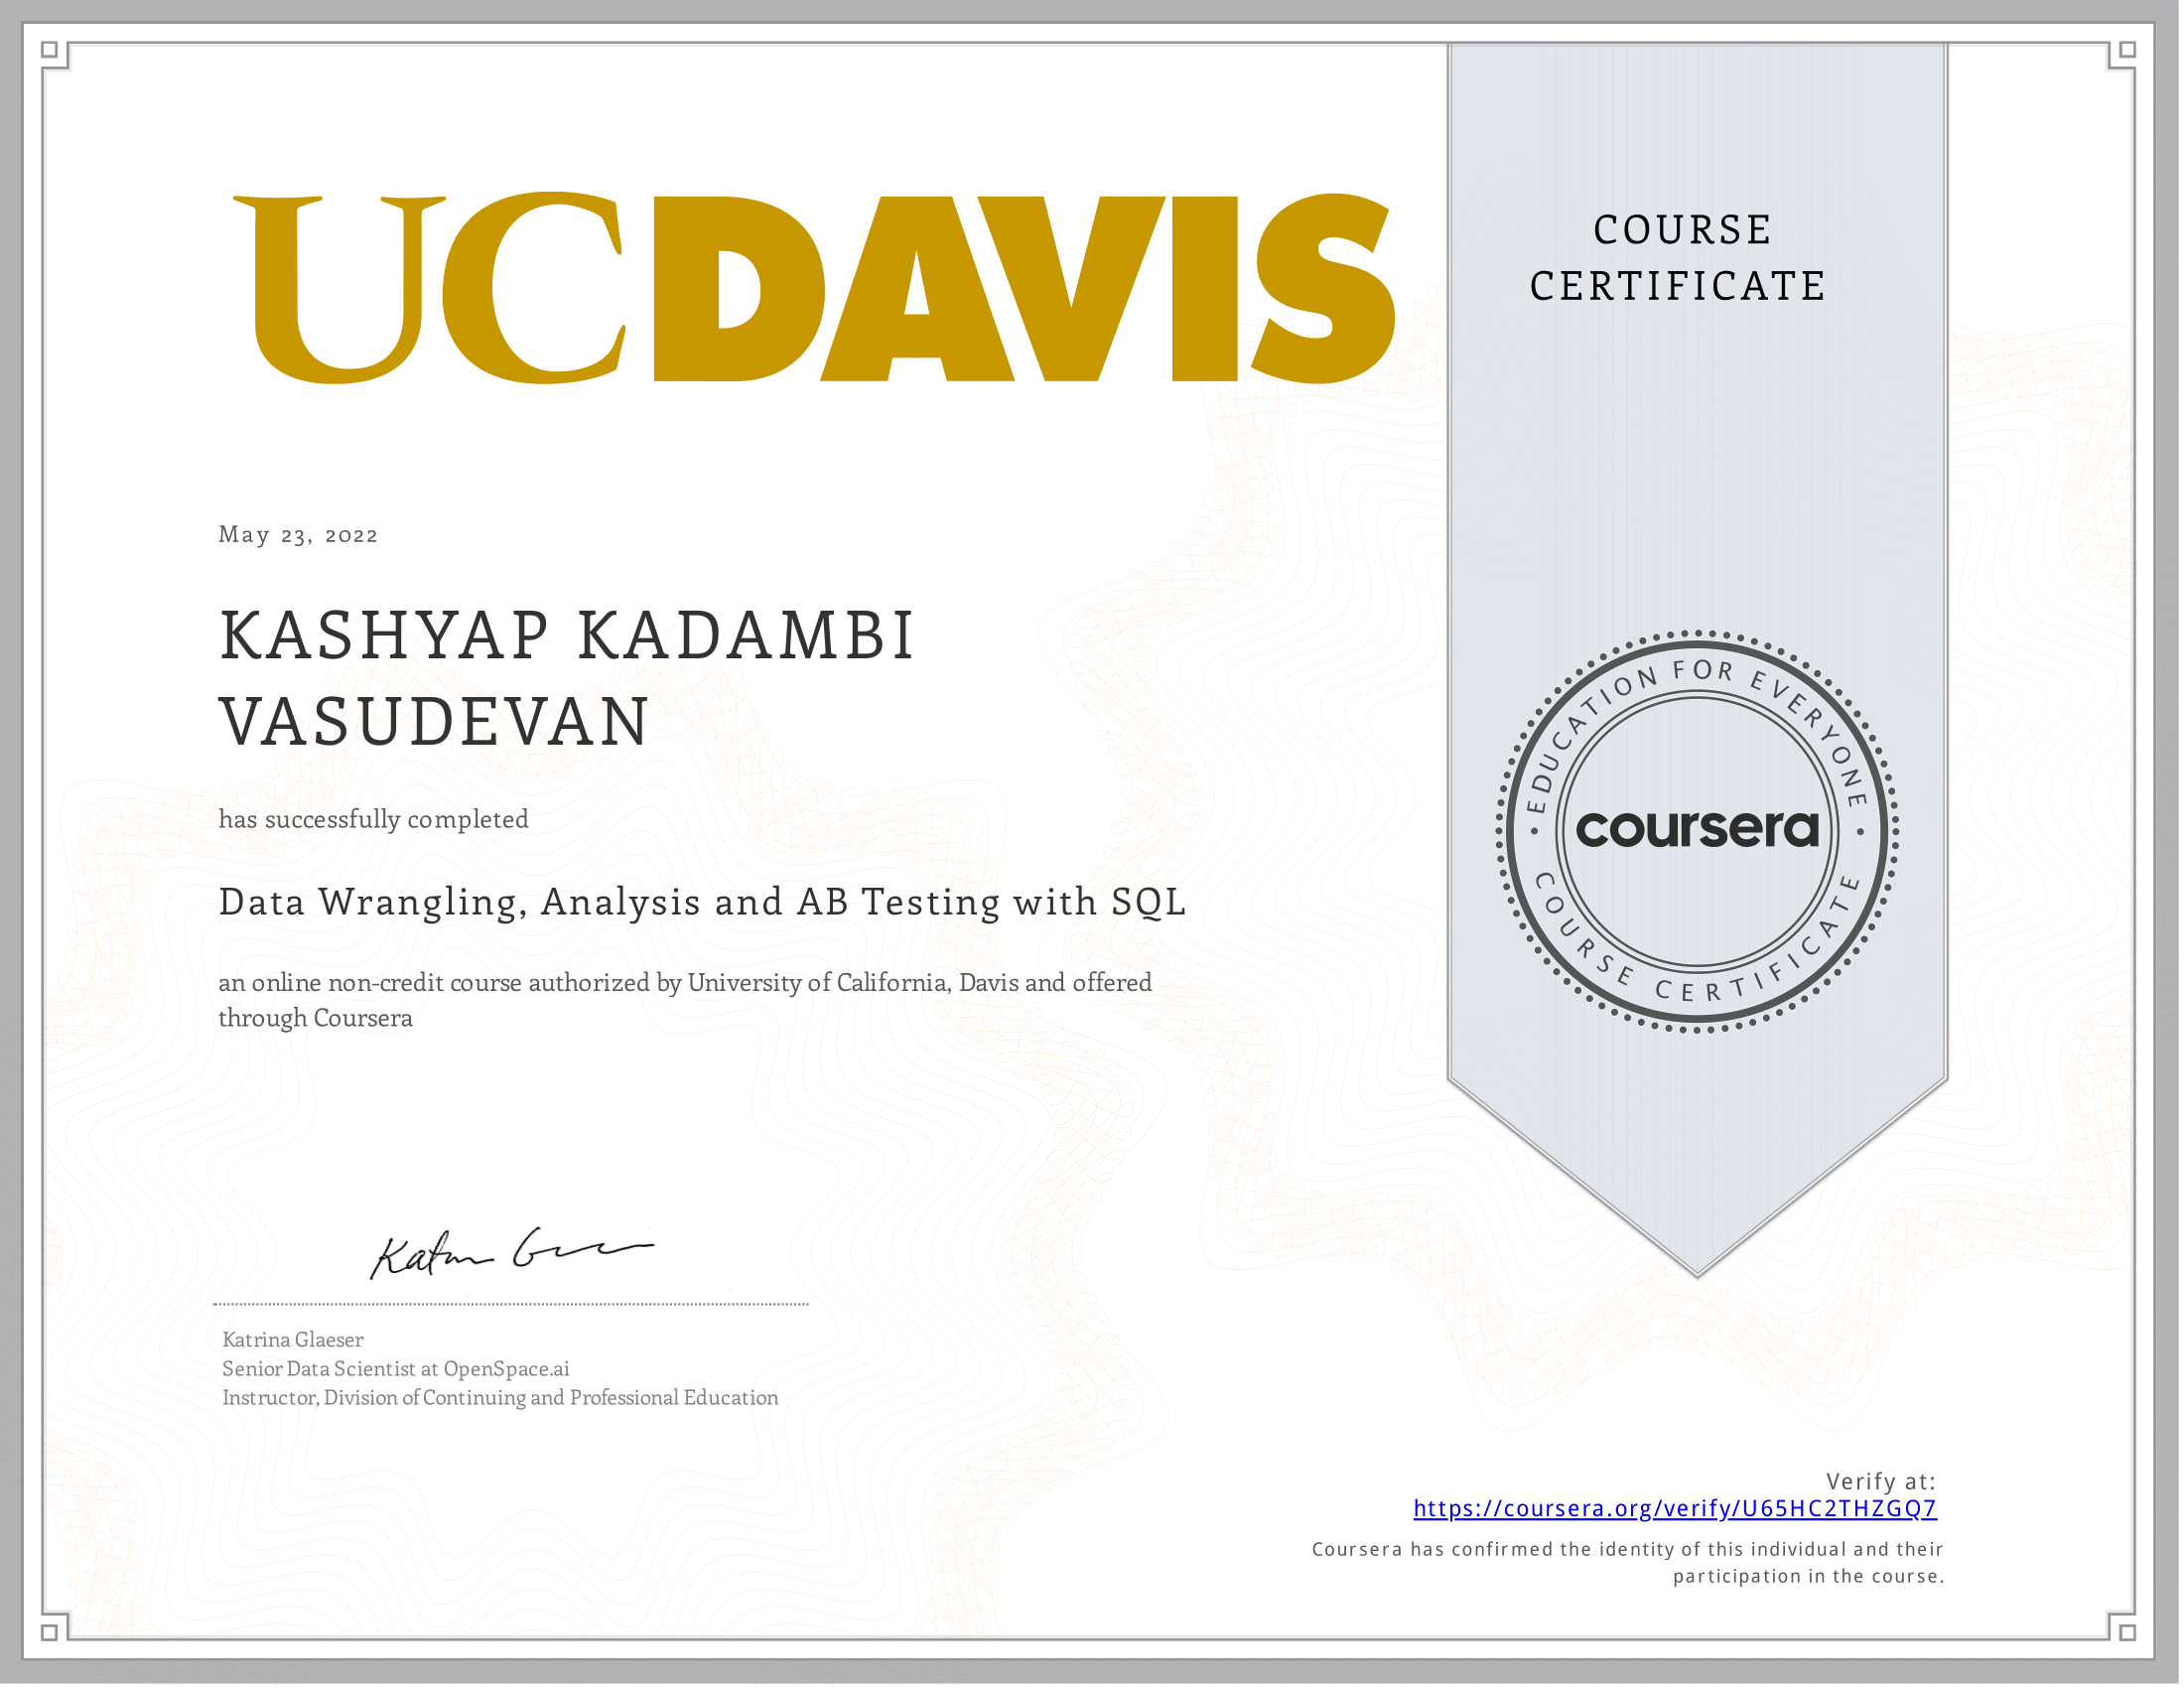 UCDAVIS
COURSE
CERTIFICATE
May 23, 2022
KASHYAP KADAMBI
VASUDEVAN
has successfully completed
Data Wrangling, Analysis and AB Testing with SQL
an online non-credit course authorized by University of California, Davis and offered
through Coursera
EDUCATION FOR EVERYONE
coursera
COURSE CERTIFICATE
Katrina Glaeser
Senior Data Scientist at OpenSpace.ai
Instructor, Division of Continuing and Professional Education
Verify at:
https://coursera.org/verify/U65HC2THZGQ7
Coursera has confirmed the identity of this individual and their
participation in the course.